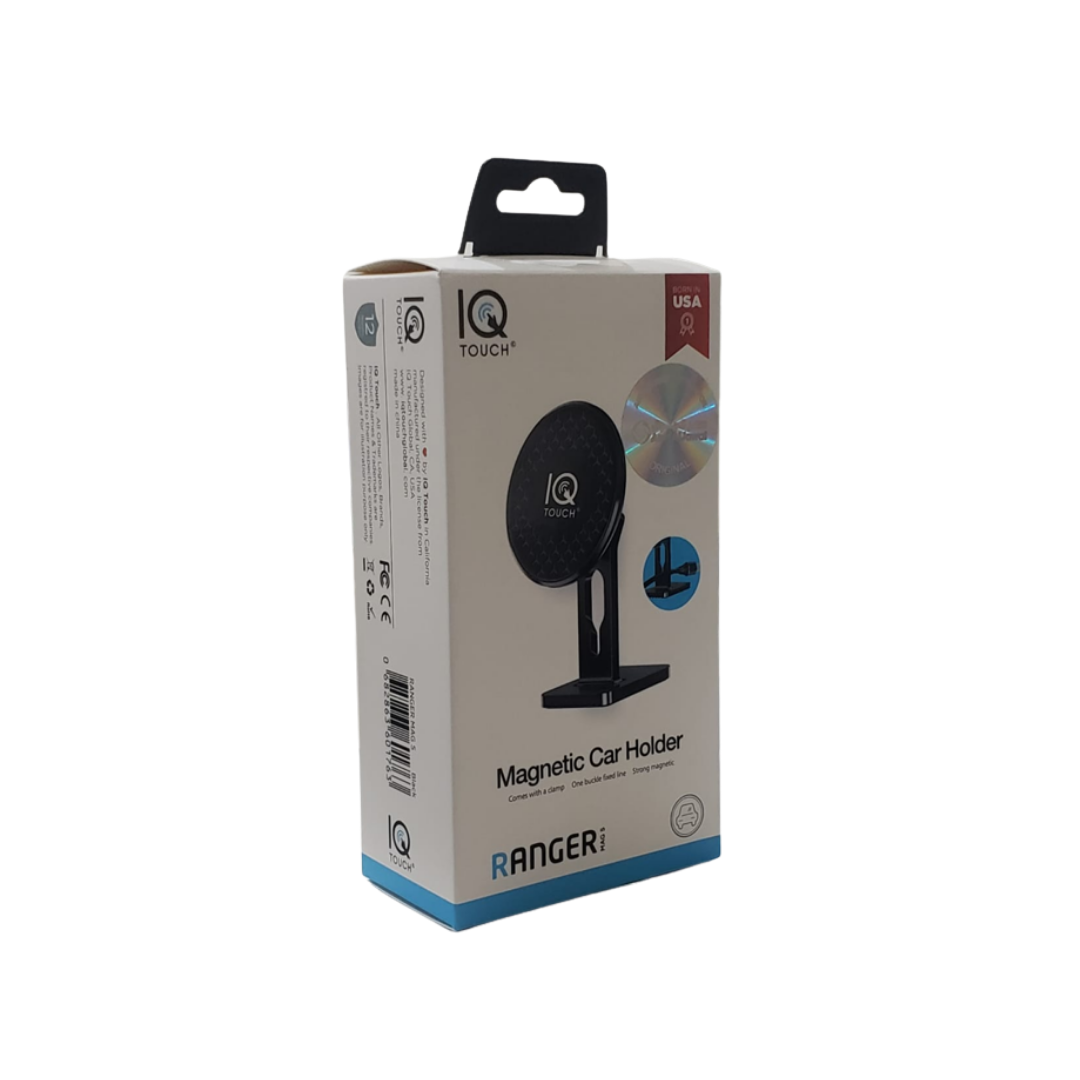 IQ
TOUCH®
BORN IN
USA
1
ORIGINAL
IQ
TOUCH®
Magnetic Car Holder
Comes with a clamp One buckle fixed line Strong magnetic
RANGER
MAG 5
IQ
TOUCH®
Designed with ❤ by IQ Touch in California
manufactured under the license from
IQ Touch Global, CA, USA
www.iqtouchglobal.com
made in china
12
IQ Touch. All Other Logos, Brands,
Product Names & Trademarks are
registred to their respective companies.
Images are for illustration purpose only.
FC CE
RoHS
RANGER MAG 5 Black
IQ
TOUCH®